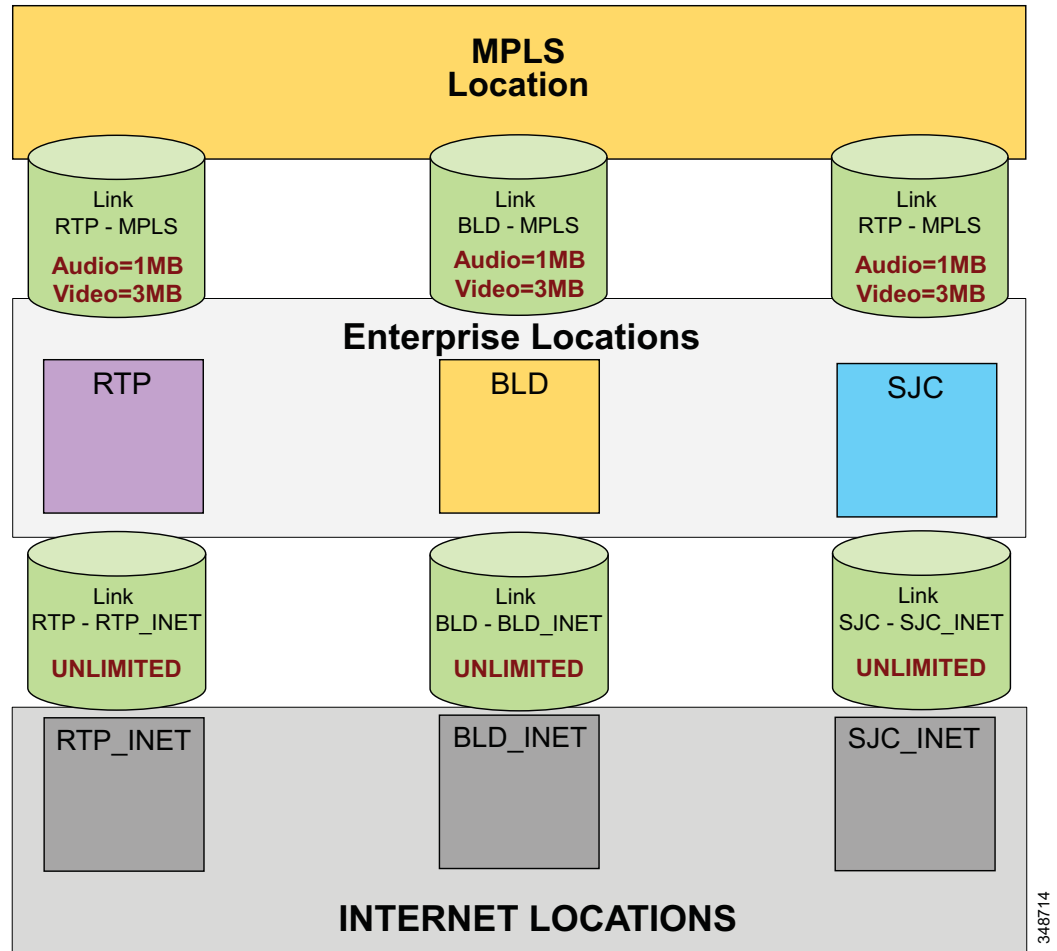 MPLS
Location
Link
RTP - MPLS
Audio=1MB
Video=3MB
Link
BLD - MPLS
Audio=1MB
Video=3MB
Link
RTP - MPLS
Audio=1MB
Video=3MB
Enterprise Locations
RTP
BLD
SJC
Link
RTP - RTP_INET
UNLIMITED
Link
BLD - BLD_INET
UNLIMITED
Link
SJC - SJC_INET
UNLIMITED
RTP_INET
BLD_INET
SJC_INET
INTERNET LOCATIONS
348714